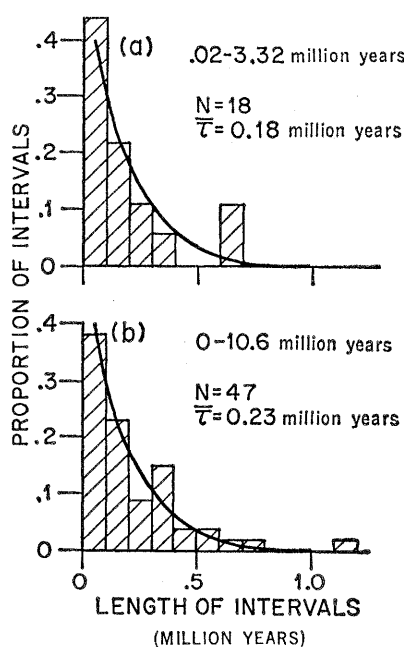 (a)
.02-3.32 million years
N=18
τ̅=0.18 million years
.4
.3
.2
.1
0
PROPORTION OF INTERVALS
(b)
0-10.6 million years
N=47
τ̅=0.23 million years
.4
.3
.2
.1
0
0 .5 1.0
LENGTH OF INTERVALS
(MILLION YEARS)